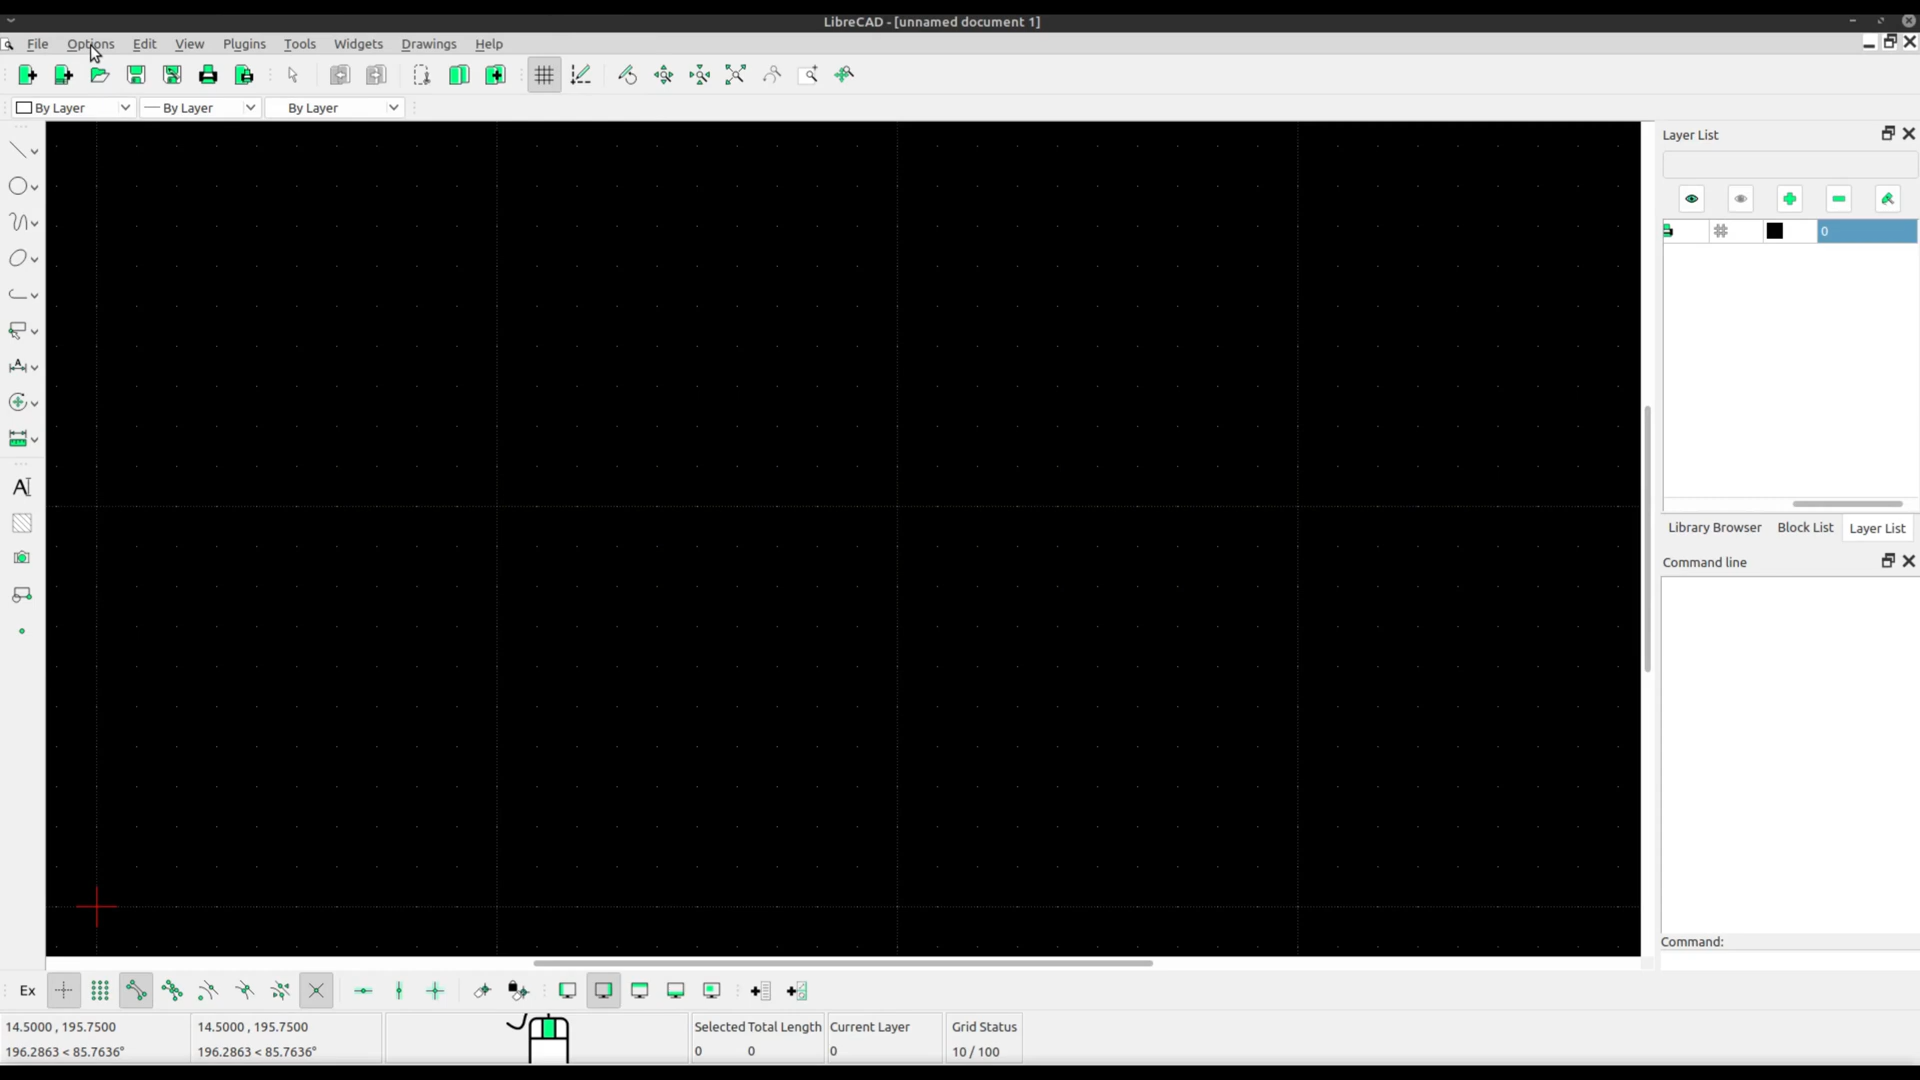 LibreCAD - [unnamed document 1]
File Options Edit View Plugins Tools Widgets Drawings Help
By Layer By Layer By Layer
Layer List
0
A
A
Library Browser Block List Layer List
Command line
Command:
Ex
14.5000 , 195.7500 14.5000 , 195.7500 Selected Total Length Current Layer Grid Status
196.2863 < 85.7636° 196.2863 < 85.7636° 0 0 0 10 / 100